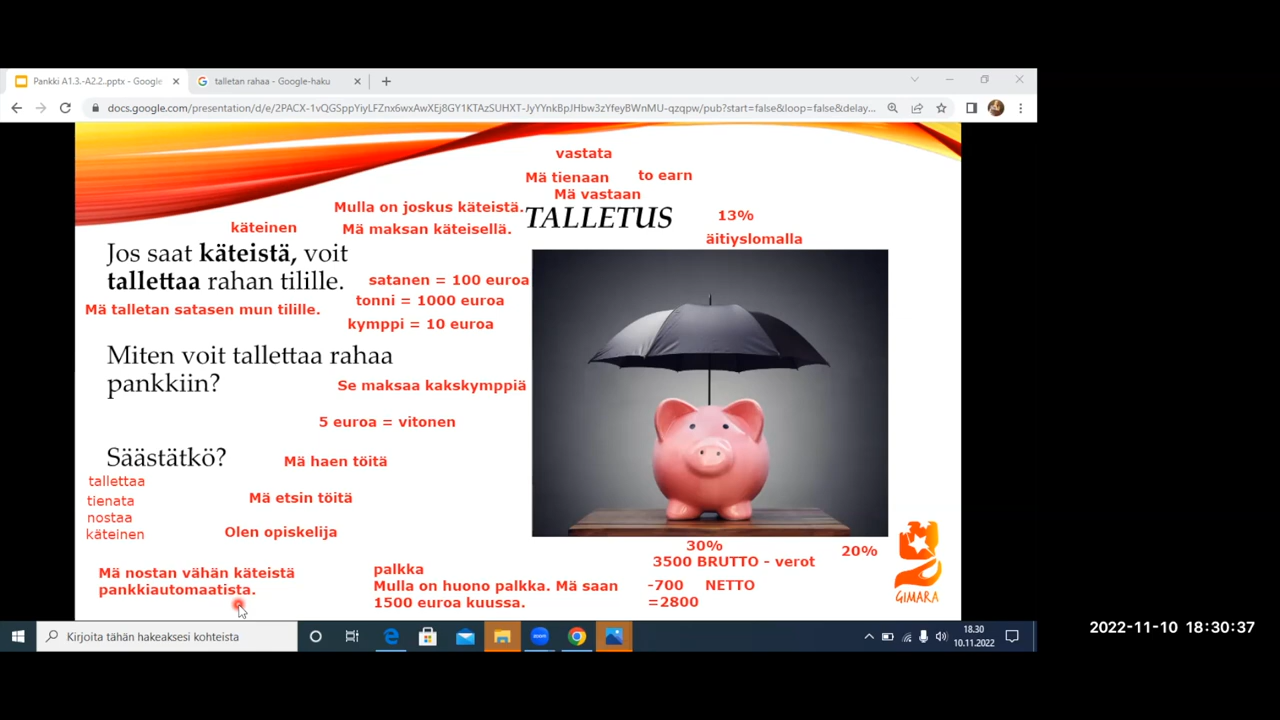 Pankki A1.3.-A2.2..pptx - Google
talletan rahaa - Google-haku
docs.google.com/presentation/d/e/2PACX-1vQGSppYiyLFZnx6wxAwXEj8GY1KTAzSUHXT-JyYYnkBpJHbw3zYfeyBWnMU-qzqpw/pub?start=false&loop=false&delay...
vastata
Mä tienaan
to earn
Mä vastaan
Mulla on joskus käteistä.
TALLETUS
13%
käteinen
Mä maksan käteisellä.
äitiyslomalla
Jos saat käteistä, voit
tallettaa rahan tilille.
satanen = 100 euroa
tonni = 1000 euroa
Mä talletan satasen mun tilille.
kymppi = 10 euroa
Miten voit tallettaa rahaa
pankkiin?
Se maksaa kakskymppiä
5 euroa = vitonen
Säästätkö?
Mä haen töitä
tallettaa
tienata
Mä etsin töitä
nostaa
käteinen
Olen opiskelija
30%
20%
3500 BRUTTO - verot
-700 NETTO
=2800
Mä nostan vähän käteistä
pankkiautomaatista.
palkka
Mulla on huono palkka. Mä saan
1500 euroa kuussa.
GIMARA
Kirjoita tähän hakeaksesi kohteista
zoom
18.30
10.11.2022
2022-11-10 18:30:37